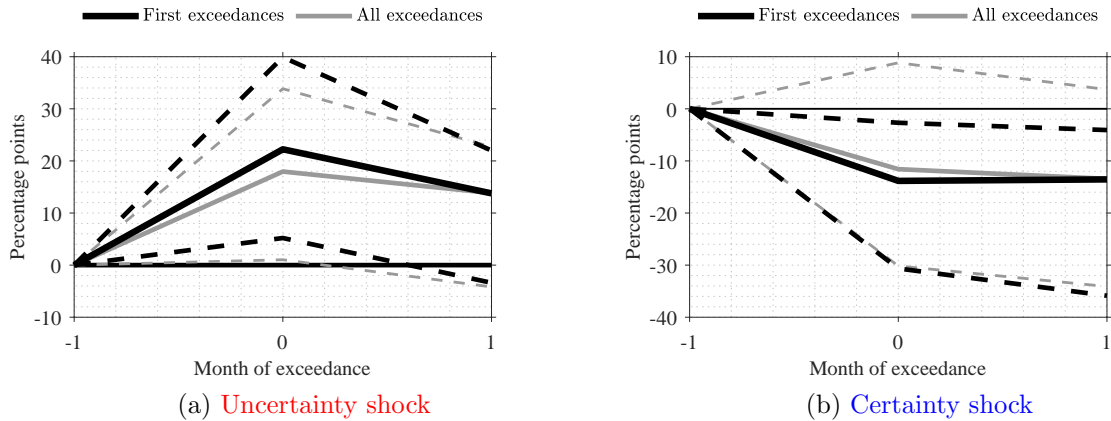 First exceedances All exceedances
40
30
20
10
0
-10
-1 0 1
Percentage points
Month of exceedance
(a) Uncertainty shock
First exceedances All exceedances
10
0
-10
-20
-30
-40
-1 0 1
Percentage points
Month of exceedance
(b) Certainty shock